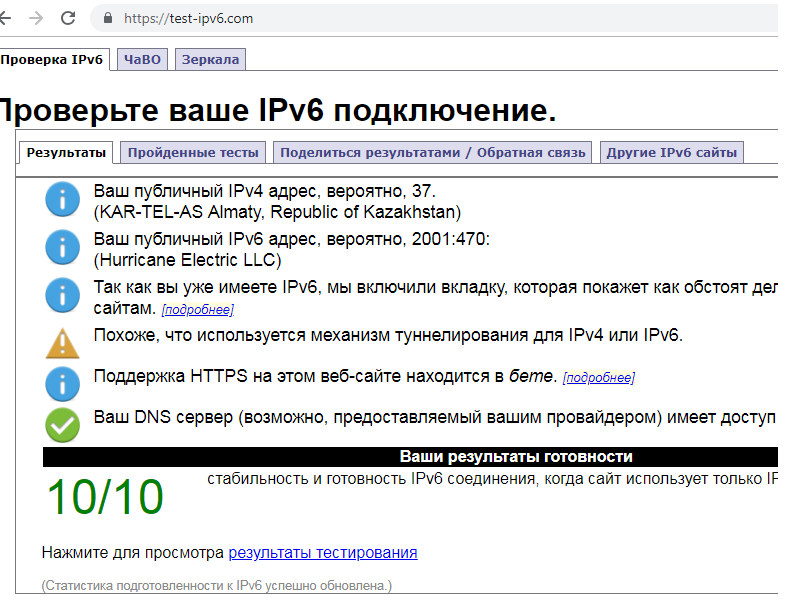 https://test-ipv6.com
Проверка IPv6 ЧаВО Зеркала
Проверьте ваше IPv6 подключение.
Результаты Пройденные тесты Поделиться результатами / Обратная связь Другие IPv6 сайты
Ваш публичный IPv4 адрес, вероятно, 37.
(KAR-TEL-AS Almaty, Republic of Kazakhstan)
Ваш публичный IPv6 адрес, вероятно, 2001:470:
(Hurricane Electric LLC)
Так как вы уже имеете IPv6, мы включили вкладку, которая покажет как обстоят дел
сайтам. [подробнее]
Похоже, что используется механизм туннелирования для IPv4 или IPv6.
Поддержка HTTPS на этом веб-сайте находится в бете. [подробнее]
Ваш DNS сервер (возможно, предоставляемый вашим провайдером) имеет доступ
Ваши результаты готовности
10/10 стабильность и готовность IPv6 соединения, когда сайт использует только IP
Нажмите для просмотра результаты тестирования
(Статистика подготовленности к IPv6 успешно обновлена.)